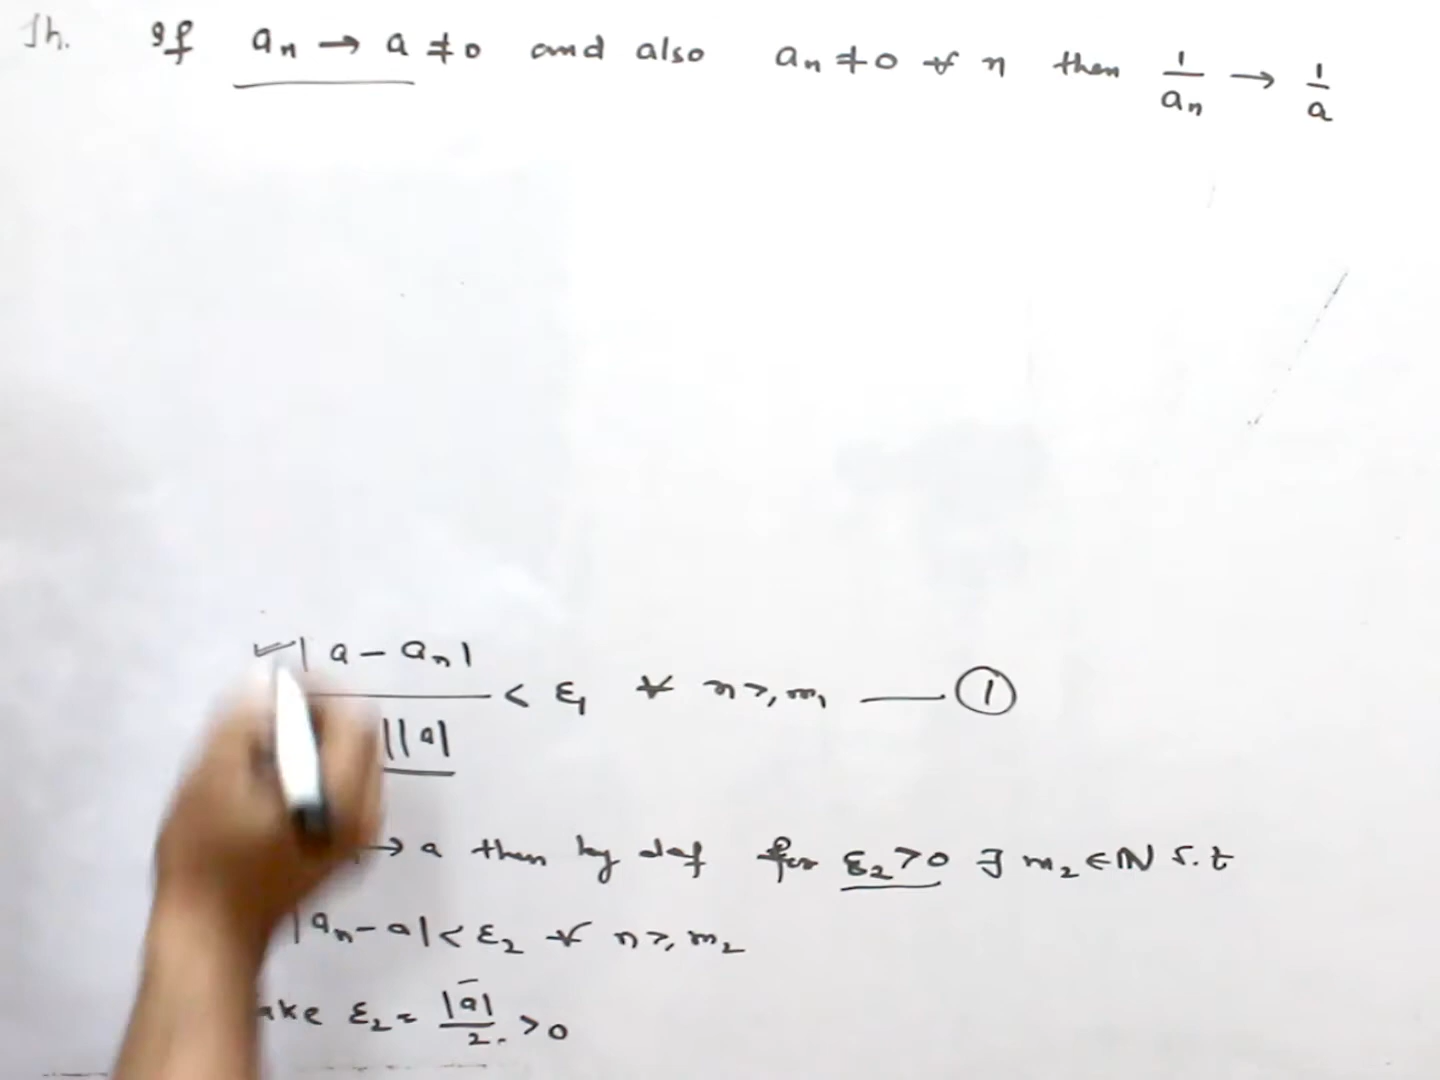 Th. If aₙ → a ≠ 0 and also aₙ ≠ 0 ∀ n then 1/aₙ → 1/a
|a - aₙ| / ||a| < ε₁ ∀ n ≥, m₁ —— ①
→ a then by def for ε₂ > 0 ∃ m₂ ∈ ℕ s.t
|aₙ - a| < ε₂ ∀ n ≥, m₂
ake ε₂ = |a|/2 . > 0